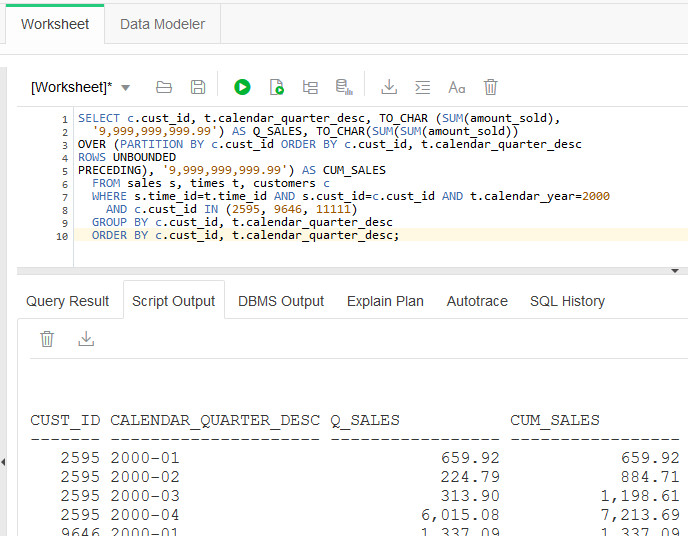 Worksheet Data Modeler
[Worksheet]* Aa
1 SELECT c.cust_id, t.calendar_quarter_desc, TO_CHAR (SUM(amount_sold),
2 '9,999,999,999.99') AS Q_SALES, TO_CHAR(SUM(SUM(amount_sold))
3 OVER (PARTITION BY c.cust_id ORDER BY c.cust_id, t.calendar_quarter_desc
4 ROWS UNBOUNDED
5 PRECEDING), '9,999,999,999.99') AS CUM_SALES
6 FROM sales s, times t, customers c
7 WHERE s.time_id=t.time_id AND s.cust_id=c.cust_id AND t.calendar_year=2000
8 AND c.cust_id IN (2595, 9646, 11111)
9 GROUP BY c.cust_id, t.calendar_quarter_desc
10 ORDER BY c.cust_id, t.calendar_quarter_desc;
Query Result Script Output DBMS Output Explain Plan Autotrace SQL History
CUST_ID CALENDAR_QUARTER_DESC Q_SALES CUM_SALES
------- --------------------- ----------------- -----------------
2595 2000-01 659.92 659.92
2595 2000-02 224.79 884.71
2595 2000-03 313.90 1,198.61
2595 2000-04 6,015.08 7,213.69
9646 2000-01 1,337.09 1,337.09